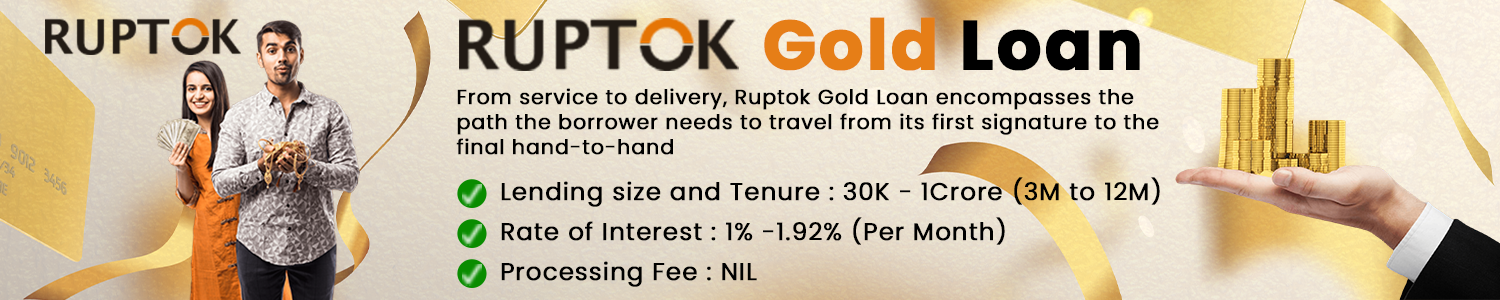 RUPTOK
RUPTOK Gold Loan
From service to delivery, Ruptok Gold Loan encompasses the
path the borrower needs to travel from its first signature to the
final hand-to-hand
Lending size and Tenure : 30K - 1Crore (3M to 12M)
Rate of Interest : 1% -1.92% (Per Month)
Processing Fee : NIL
9012 3456